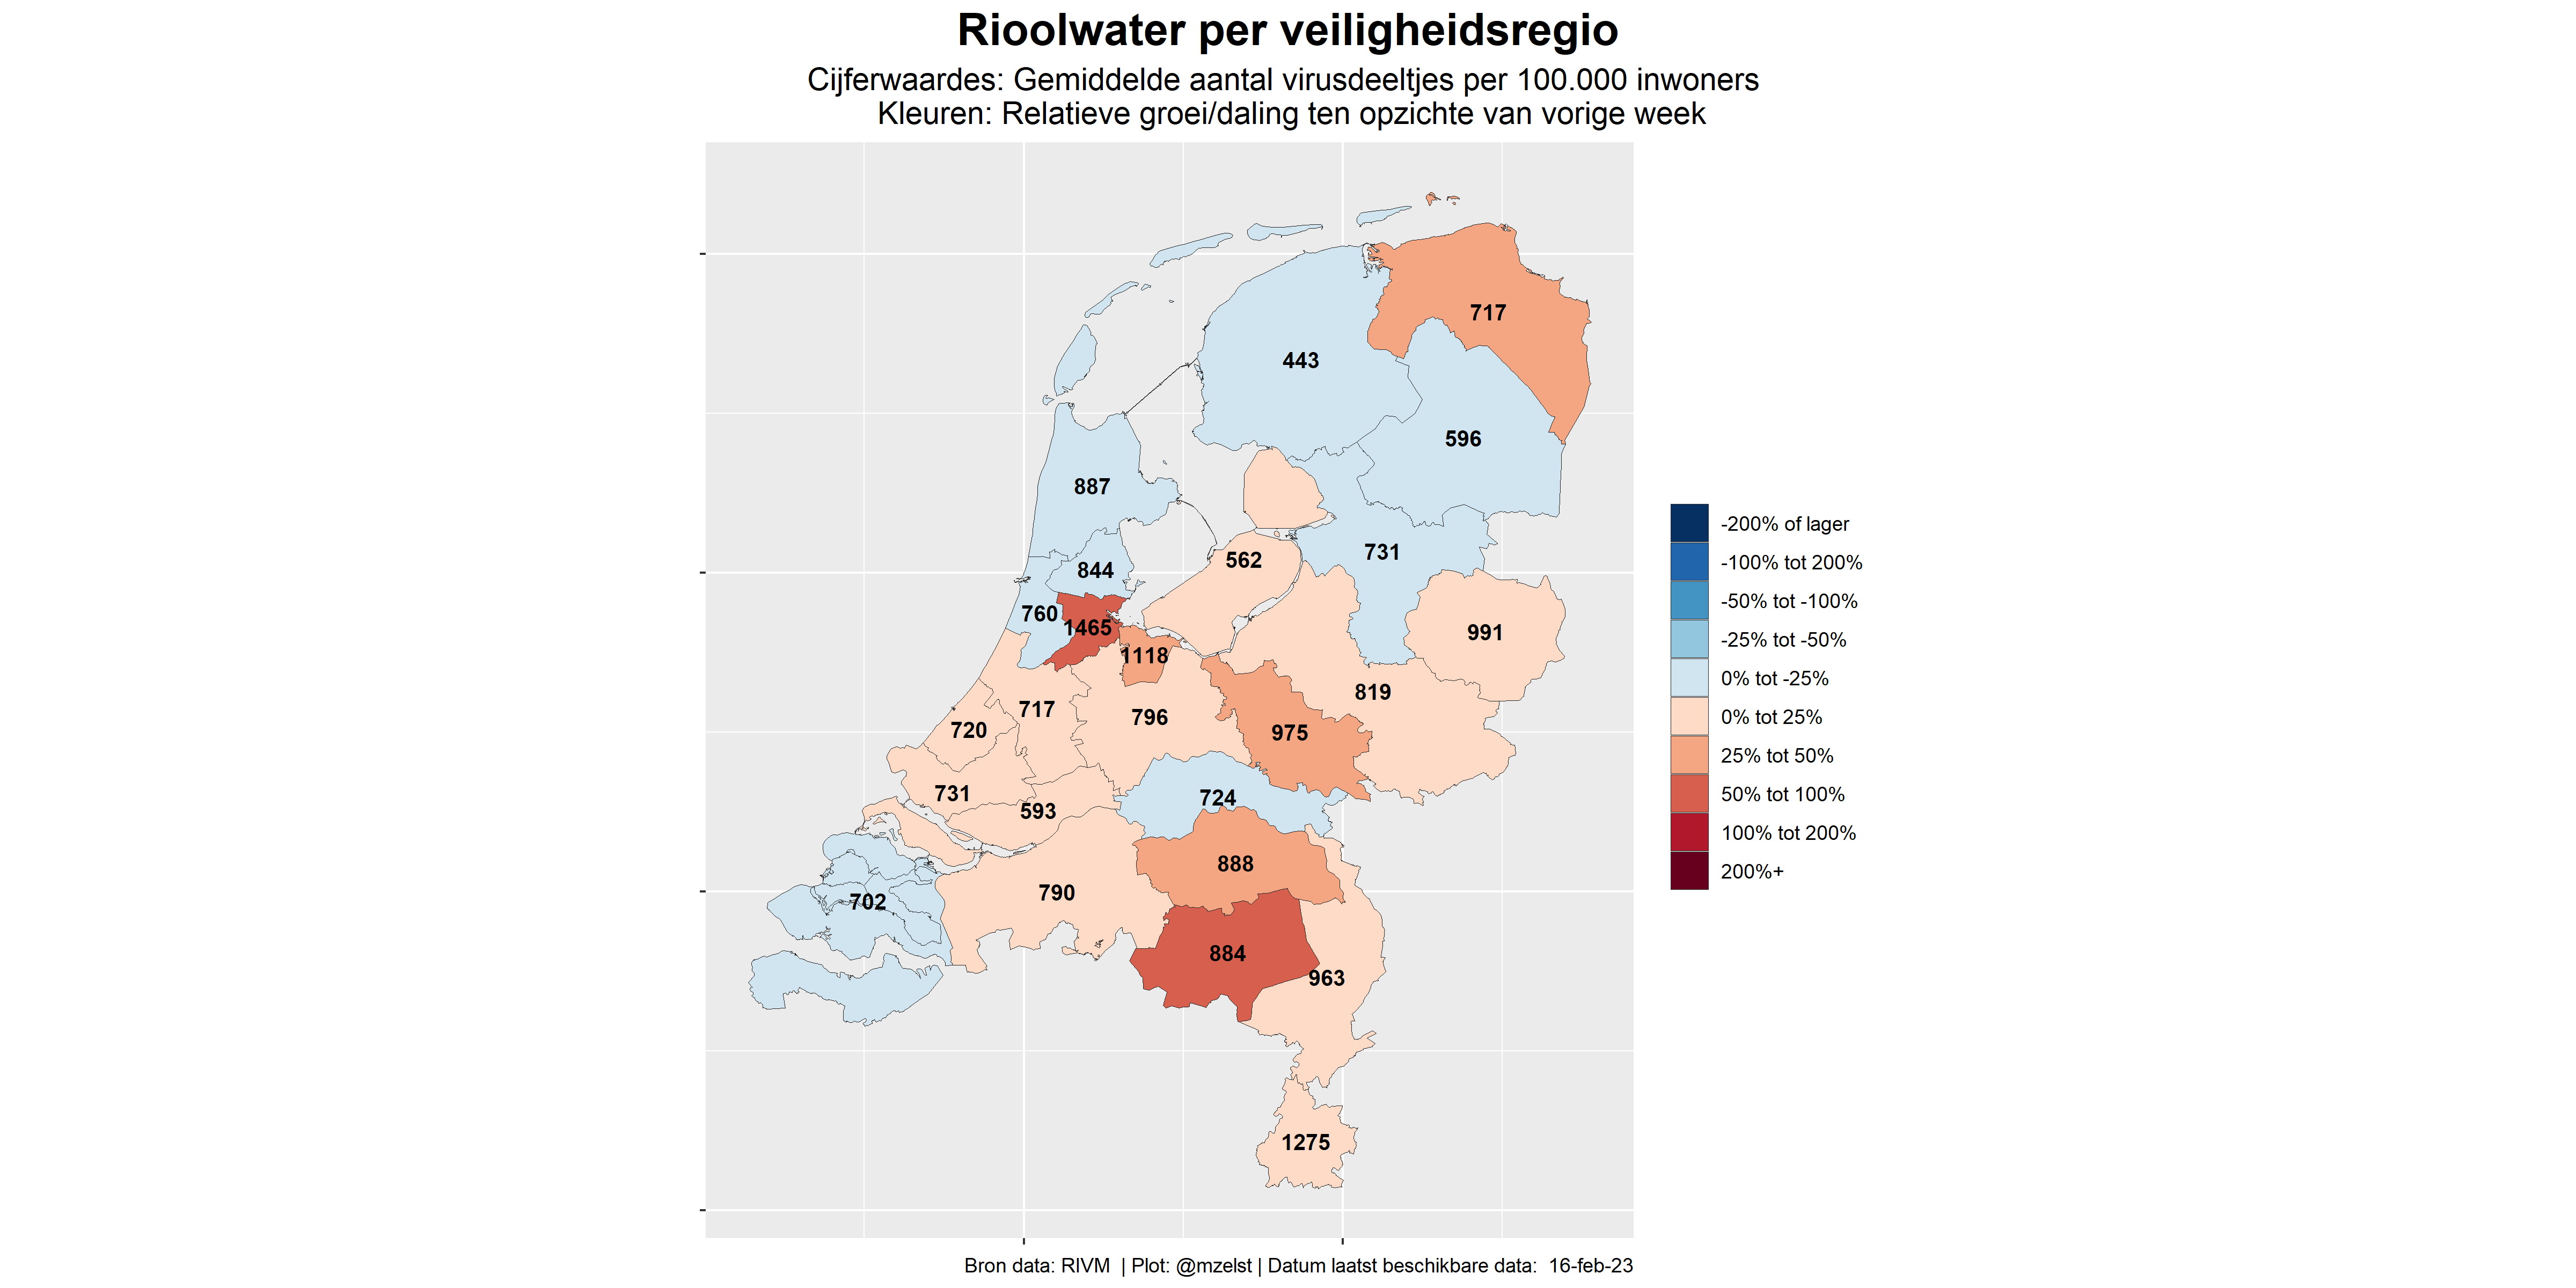 Rioolwater per veiligheidsregio
Cijferwaardes: Gemiddelde aantal virusdeeltjes per 100.000 inwoners
Kleuren: Relatieve groei/daling ten opzichte van vorige week
717
443
596
887
731
562
844
760
1465
991
1118
819
717
796
720
975
731
724
593
888
790
702
884
963
1275
-200% of lager
-100% tot 200%
-50% tot -100%
-25% tot -50%
0% tot -25%
0% tot 25%
25% tot 50%
50% tot 100%
100% tot 200%
200%+
Bron data: RIVM | Plot: @mzelst | Datum laatst beschikbare data: 16-feb-23